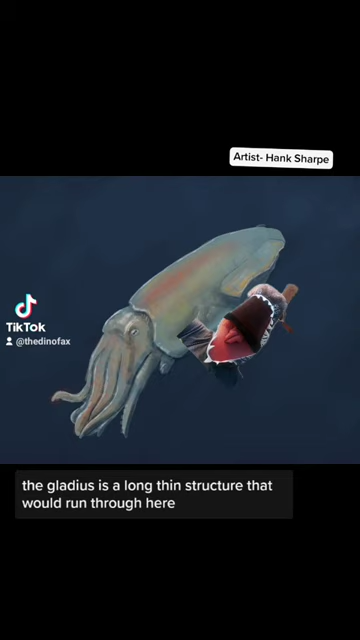 Artist- Hank Sharpe
TikTok
@thedinofax
the gladius is a long thin structure that
would run through here